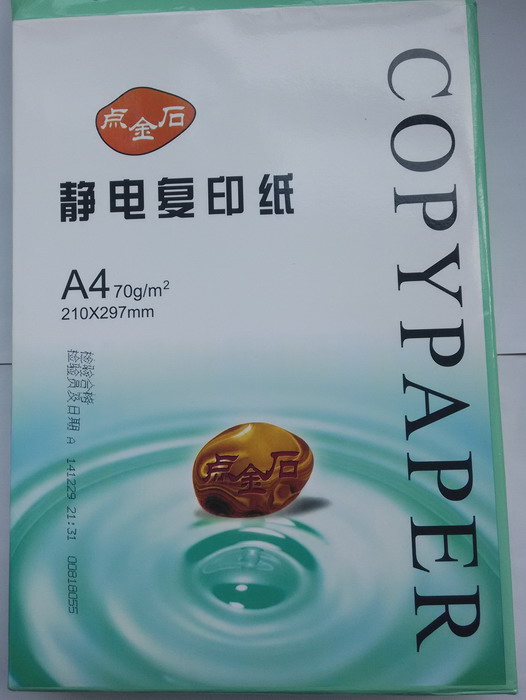 点金石
静电复印纸
A4 70g/m²
210X297mm
检验合格
检验员及日期 A 141229 21:31 00818055
点金石
COPYPAPER